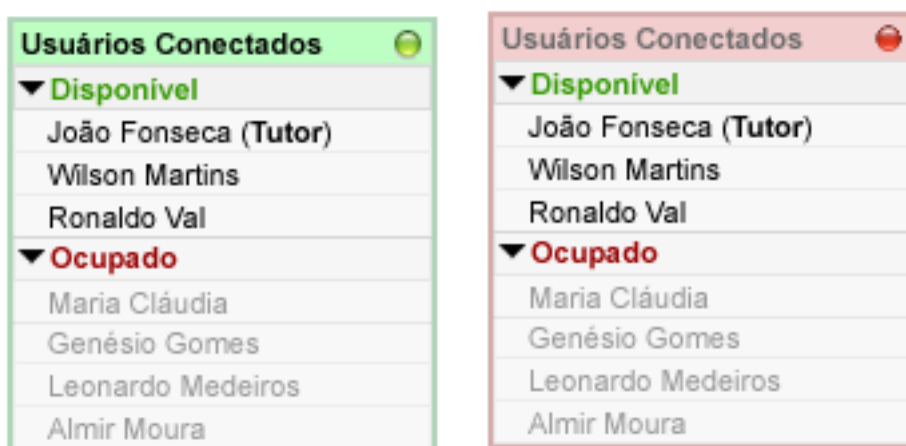 Usuários Conectados
Disponível
João Fonseca (Tutor)
Wilson Martins
Ronaldo Val
Ocupado
Maria Cláudia
Genésio Gomes
Leonardo Medeiros
Almir Moura
Usuários Conectados
Disponível
João Fonseca (Tutor)
Wilson Martins
Ronaldo Val
Ocupado
Maria Cláudia
Genésio Gomes
Leonardo Medeiros
Almir Moura